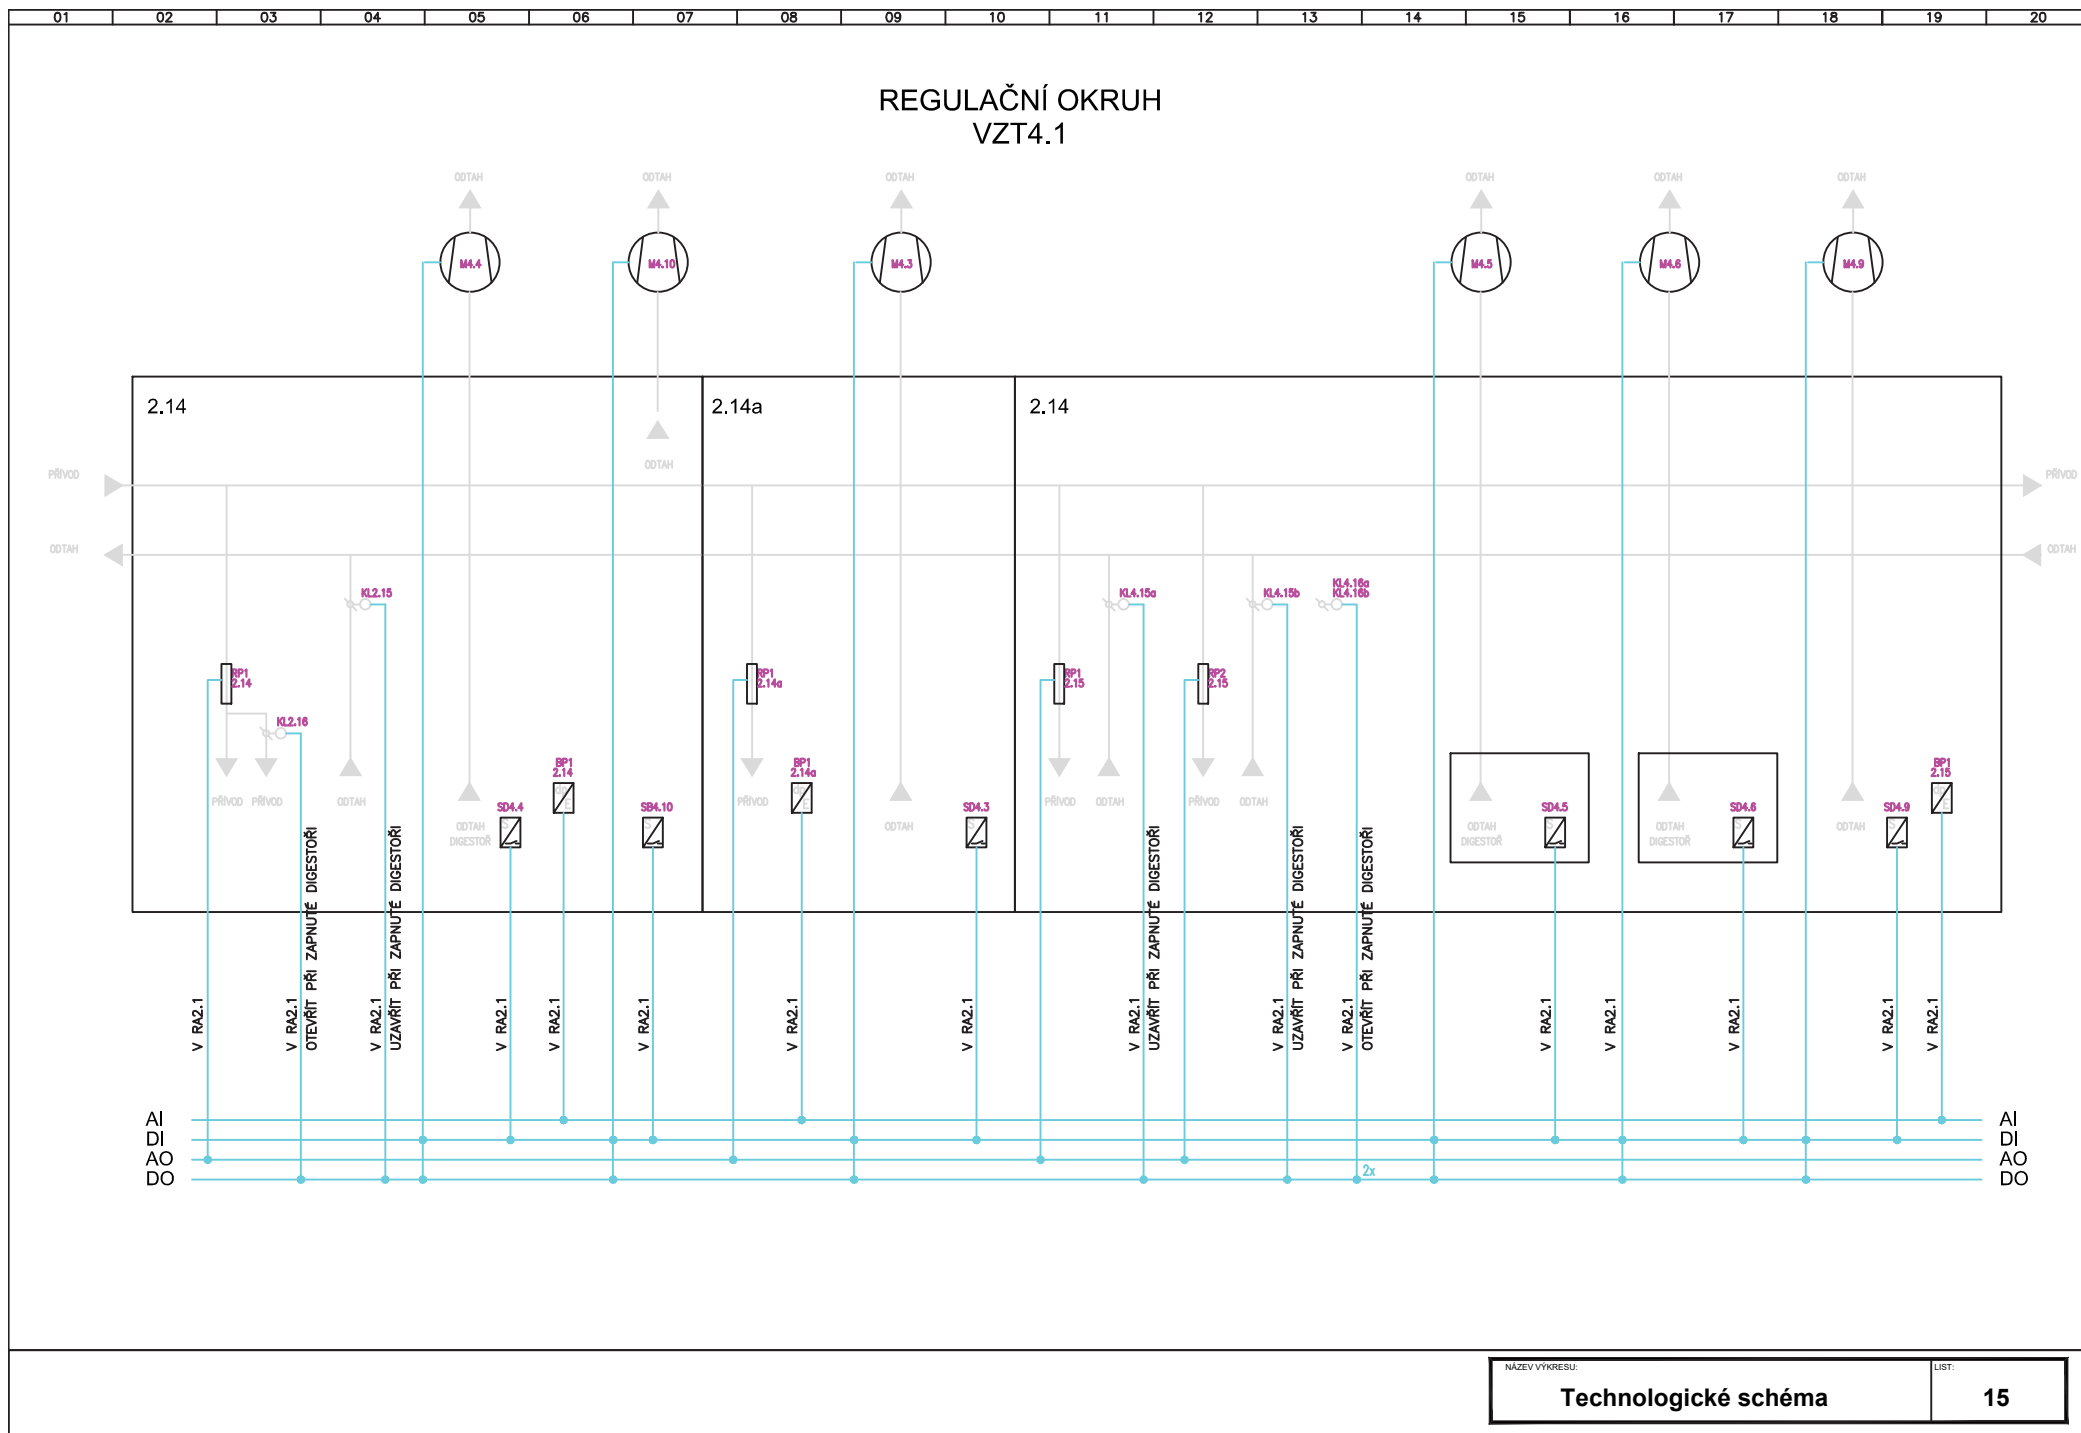 01 02 03 04 05 06 07 08 09 10 11 12 13 14 15 16 17 18 19 20
REGULAČNÍ OKRUH
VZT4.1
ODTAH ODTAH ODTAH ODTAH ODTAH ODTAH
M4.4 M4.10 M4.3 M4.5 M4.6 M4.9
2.14 2.14a 2.14
ODTAH
PŘÍVOD PŘÍVOD
ODTAH ODTAH
KL2.15 KL4.15a KL4.15b KL4.16a
KL4.16b
RP1 RP1 RP1 RP2
2.14 2.14a 2.15 2.15
KL2.16
BP1 BP1 BP1
2.14 2.14a 2.15
dp dp dp
E E E
PŘÍVOD PŘÍVOD ODTAH PŘÍVOD PŘÍVOD ODTAH PŘÍVOD ODTAH
SD4.4 SB4.10 SD4.3 SD4.5 SD4.6 SD4.9
S S S S S S
ODTAH ODTAH ODTAH ODTAH ODTAH
DIGESTOŘ DIGESTOŘ DIGESTOŘ
V RA2.1
V RA2.1
OTEVŘÍT PŘI ZAPNUTÉ DIGESTOŘI
V RA2.1
UZAVŘÍT PŘI ZAPNUTÉ DIGESTOŘI
V RA2.1
V RA2.1
V RA2.1
V RA2.1
V RA2.1
V RA2.1
UZAVŘÍT PŘI ZAPNUTÉ DIGESTOŘI
V RA2.1
UZAVŘÍT PŘI ZAPNUTÉ DIGESTOŘI
V RA2.1
OTEVŘÍT PŘI ZAPNUTÉ DIGESTOŘI
V RA2.1
V RA2.1
V RA2.1
V RA2.1
V RA2.1
AI AI
DI DI
AO AO
2x
DO DO
NÁZEV VÝKRESU: LIST:
Technologické schéma 15